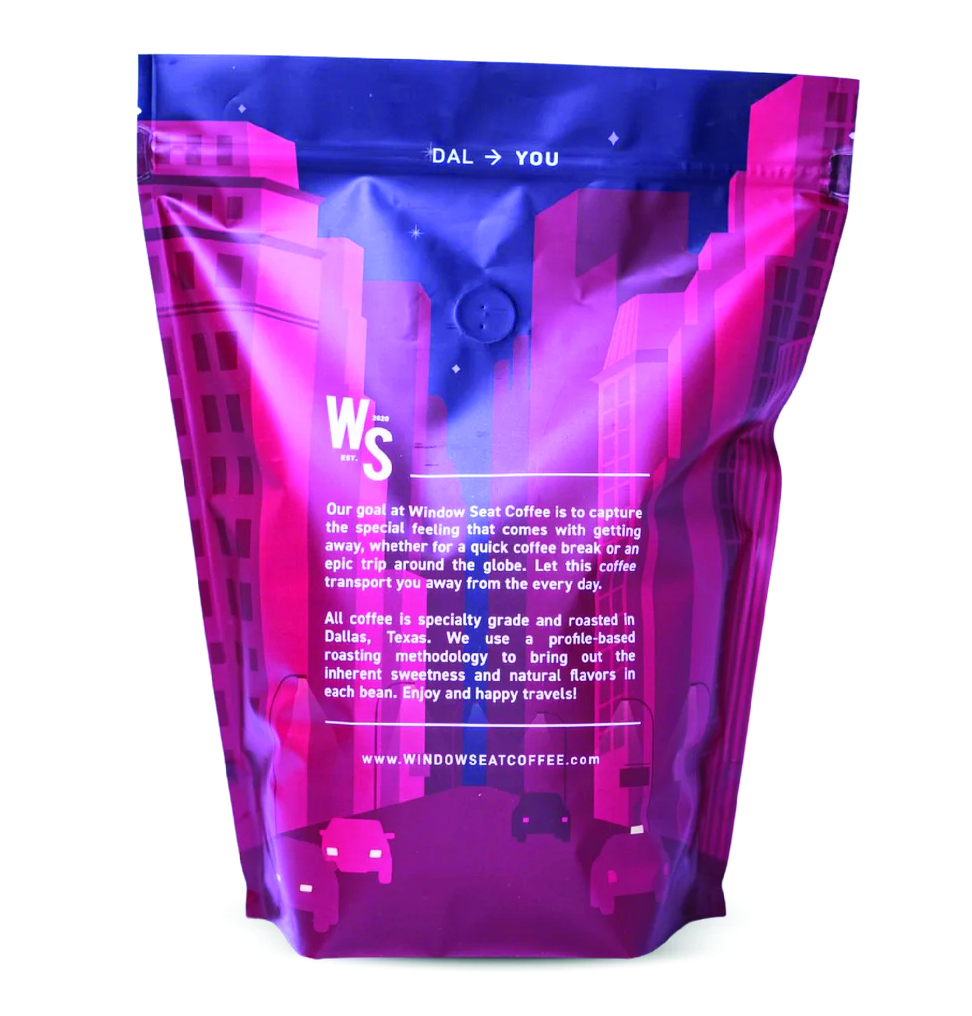 DAL → YOU
W 2020
EST. S
Our goal at Window Seat Coffee is to capture
the special feeling that comes with getting
away, whether for a quick coffee break or an
epic trip around the globe. Let this coffee
transport you away from the every day.
All coffee is specialty grade and roasted in
Dallas, Texas. We use a profile-based
roasting methodology to bring out the
inherent sweetness and natural flavors in
each bean. Enjoy and happy travels!
www.WINDOWSEATCOFFEE.com